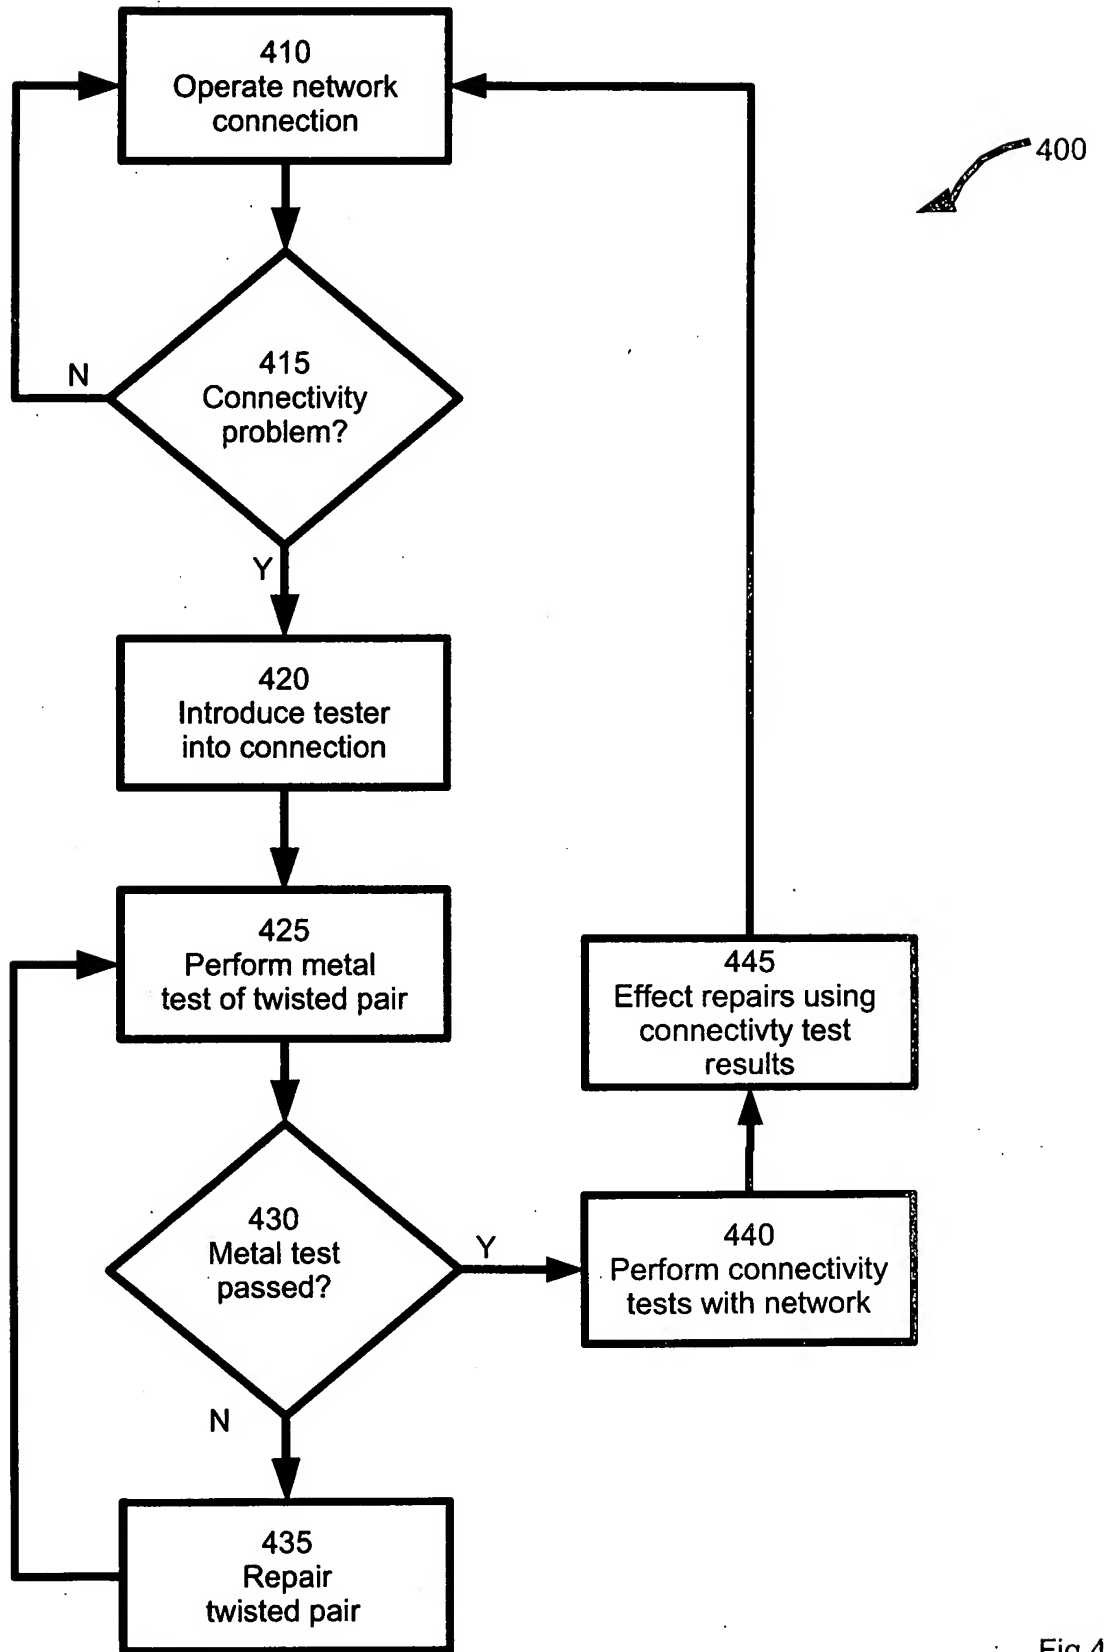 410
Operate network
connection
400
415
Connectivity
problem?
N
Y
420
Introduce tester
into connection
425
Perform metal
test of twisted pair
445
Effect repairs using
connectivty test
results
430
Metal test
passed?
Y
N
440
Perform connectivity
tests with network
435
Repair
twisted pair
Fig 4